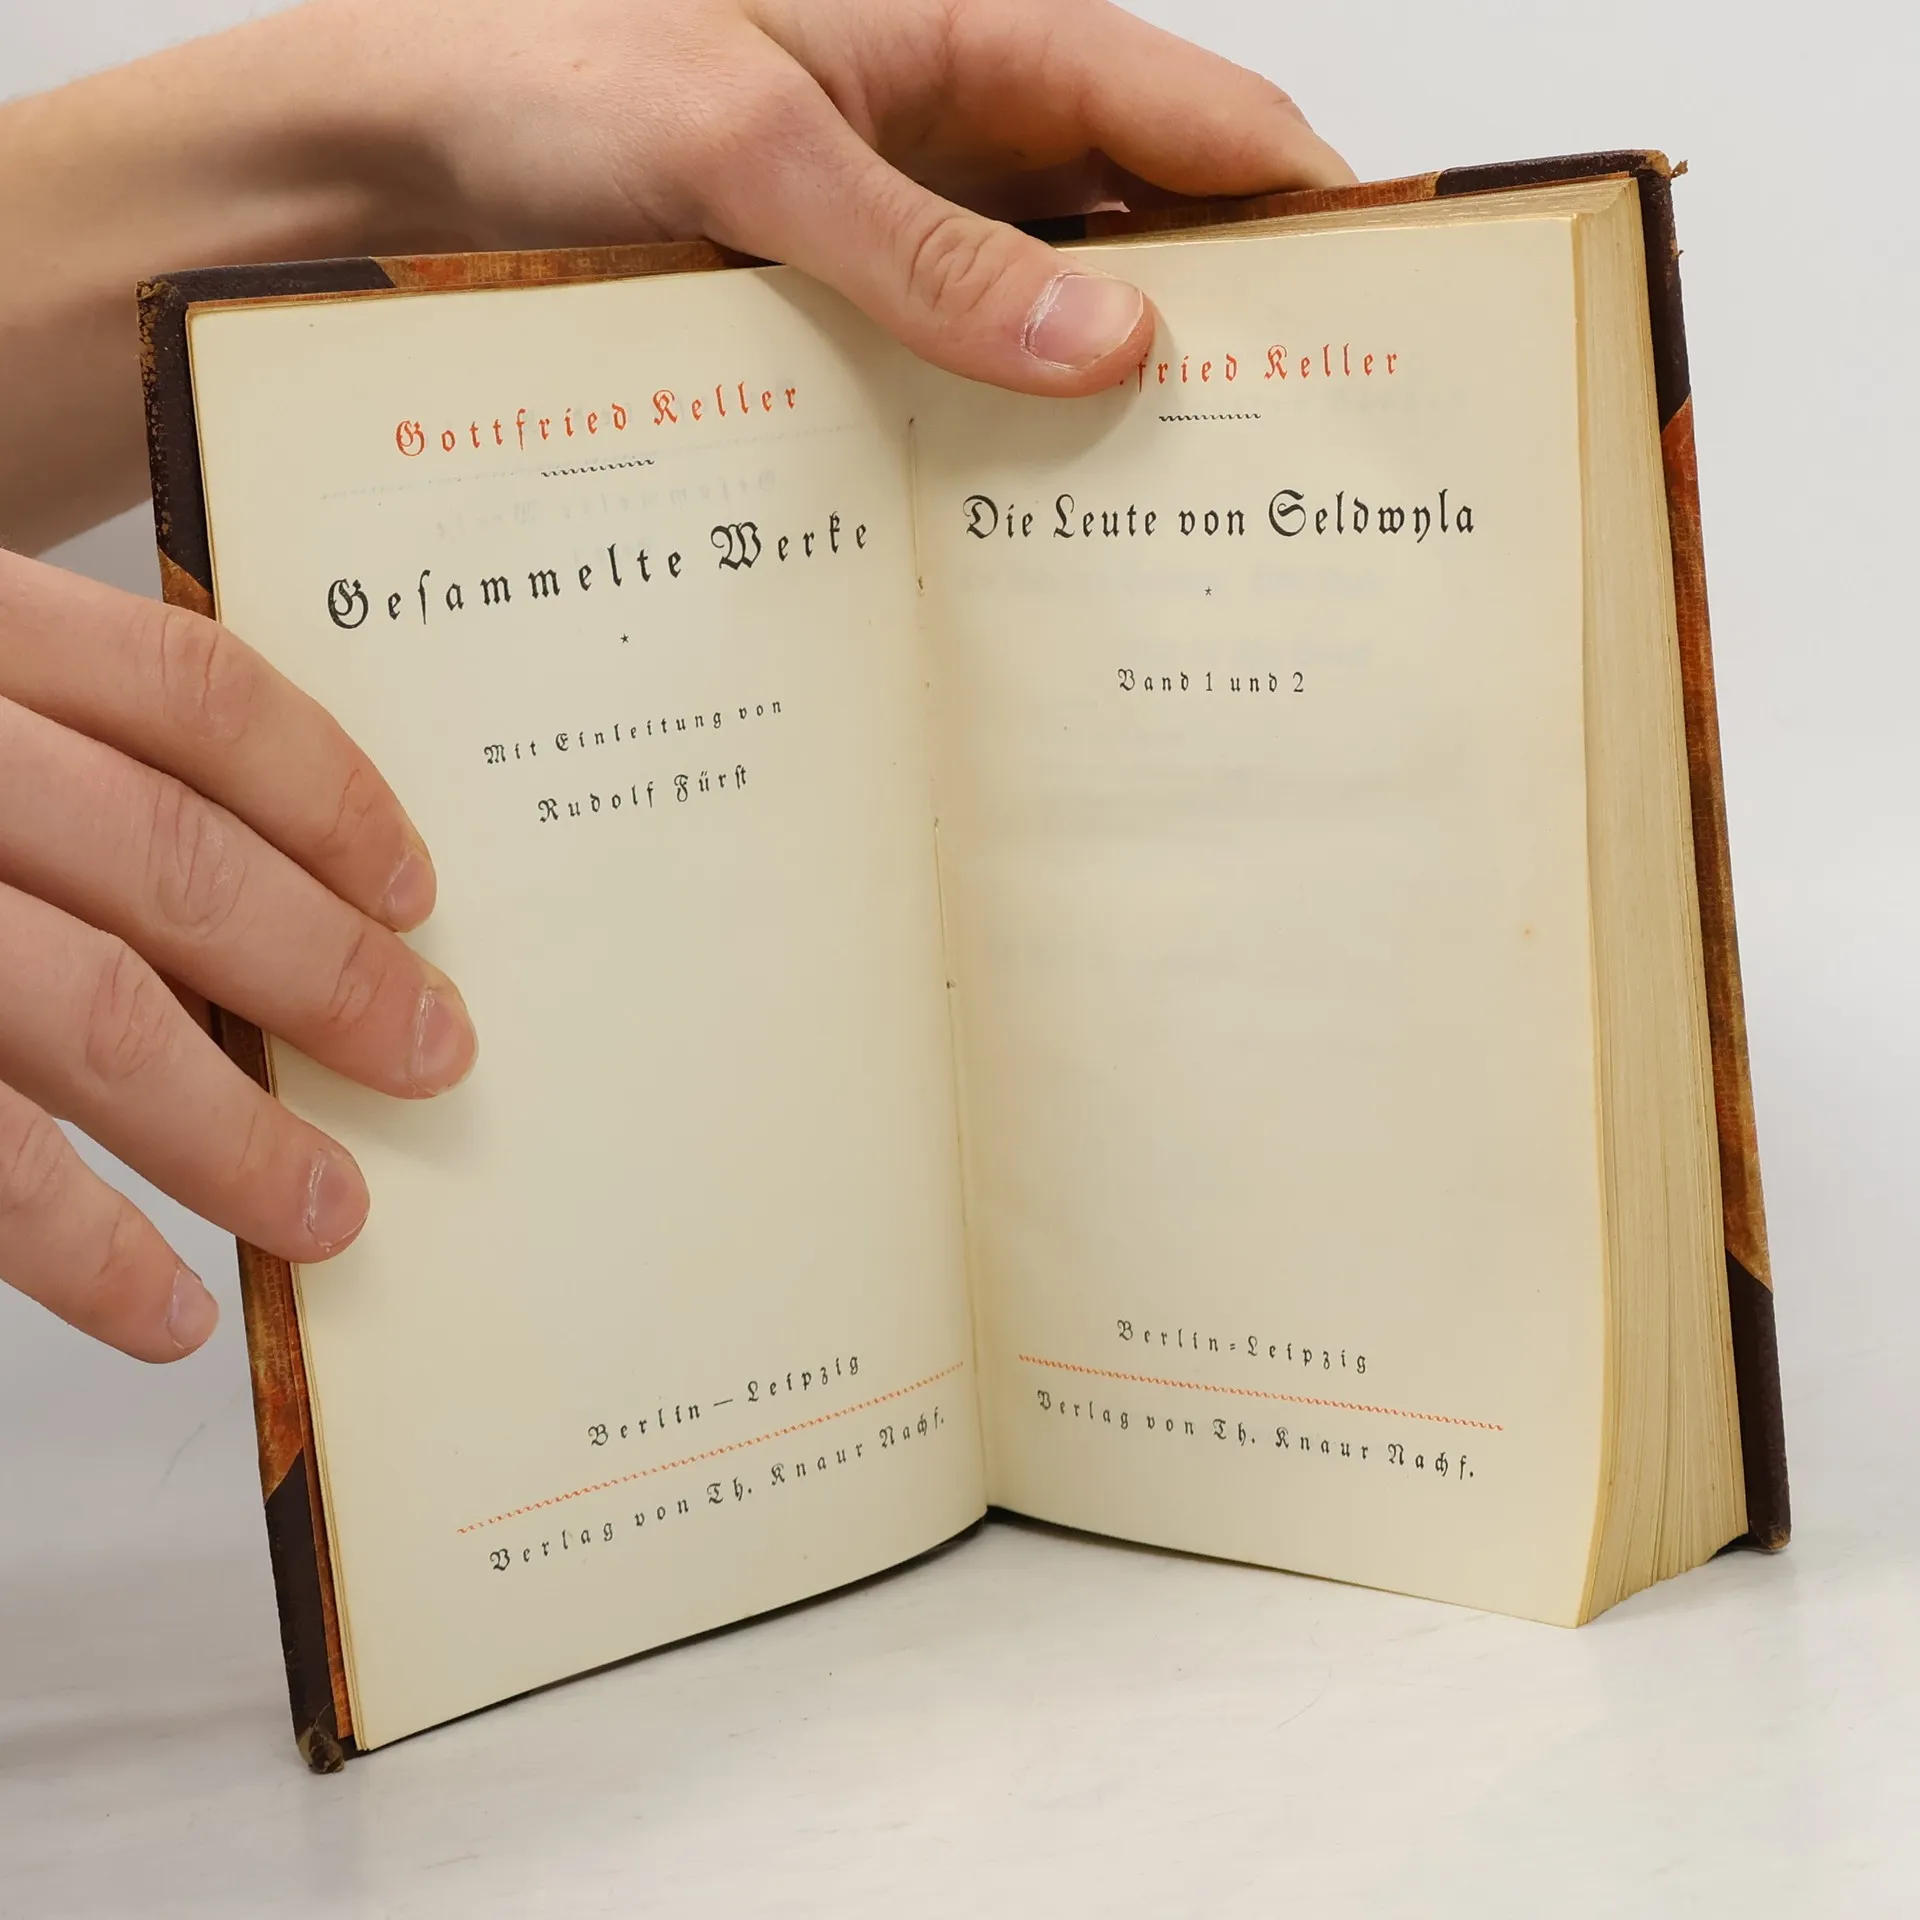 Gottfried Keller
Geſammelte Werke
*
Mit Einleitung von
Rudolf Fürſt
Berlin — Leipzig
Verlag von Th. Knaur Nachf.
fried Keller
Die Leute von Seldwyla
*
Band 1 und 2
Berlin=Leipzig
Verlag von Th. Knaur Nachf.